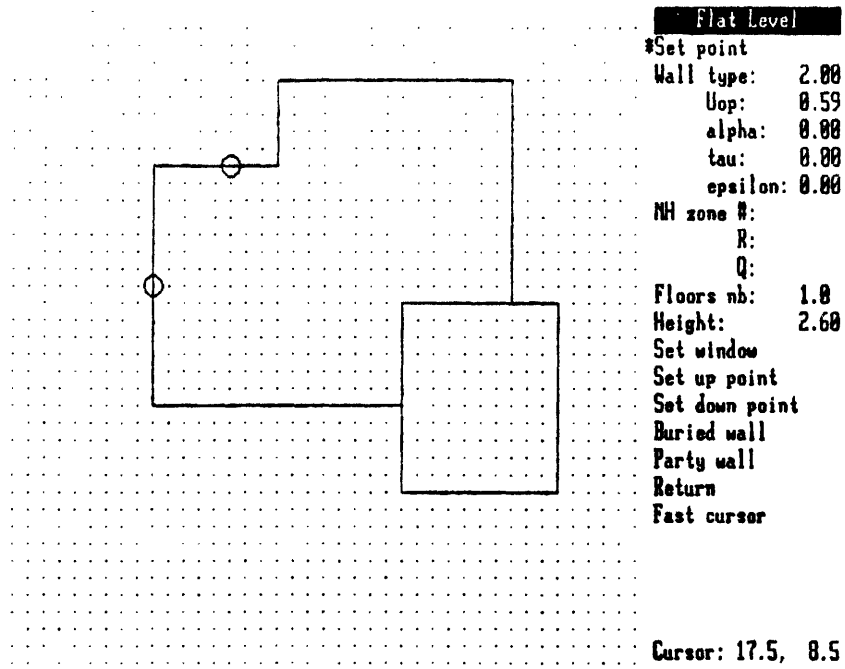 Flat Level
*Set point
Wall type: 2.00
Uop: 0.59
alpha: 0.00
tau: 0.00
epsilon: 0.00
NH zone #:
R:
Q:
Floors nb: 1.0
Height: 2.60
Set window
Set up point
Set down point
Buried wall
Party wall
Return
Fast cursor
Cursor: 17.5, 8.5